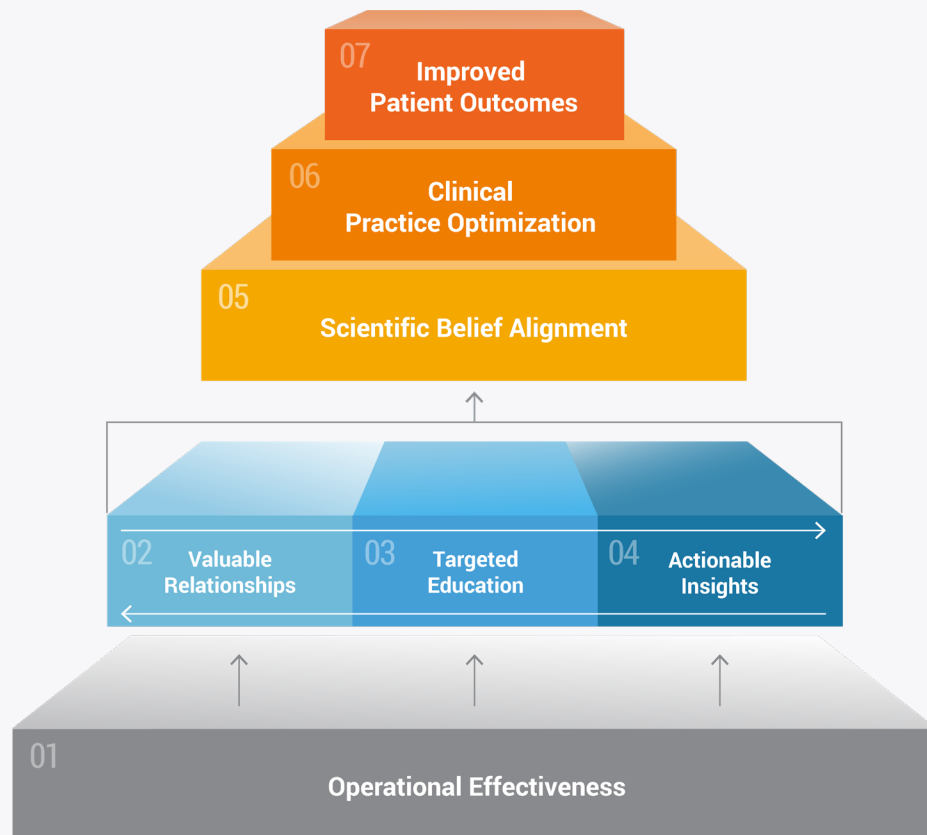 07
Improved
Patient Outcomes
06
Clinical
Practice Optimization
05
Scientific Belief Alignment
02
Valuable
Relationships
03
Targeted
Education
04
Actionable
Insights
01
Operational Effectiveness